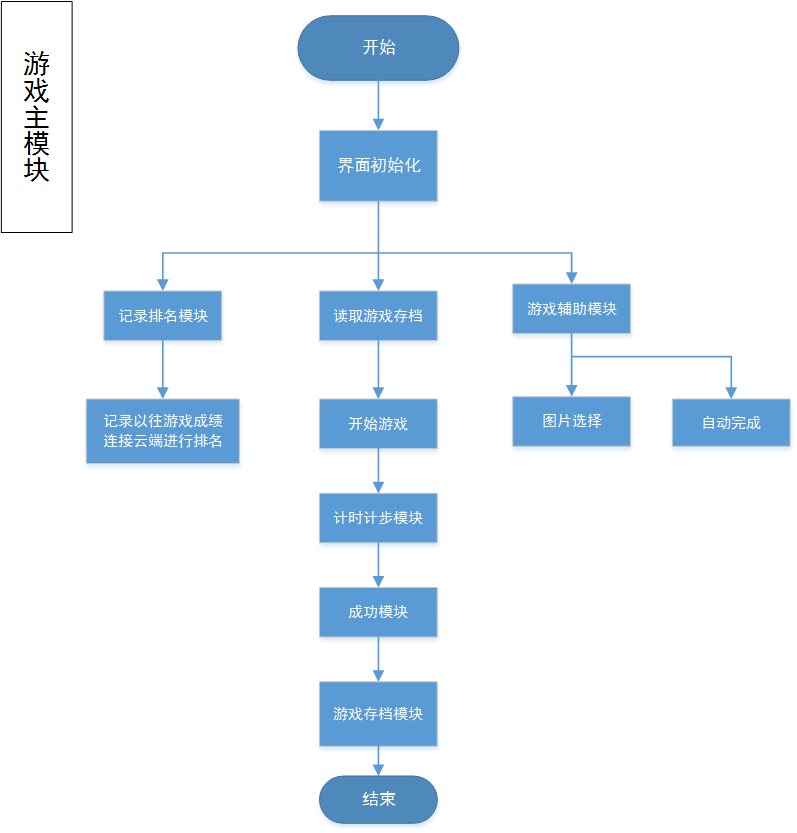 游戏主模块
开始
界面初始化
记录排名模块
读取游戏存档
游戏辅助模块
记录以往游戏成绩
连接云端进行排名
开始游戏
图片选择
自动完成
计时计步模块
成功模块
游戏存档模块
结束